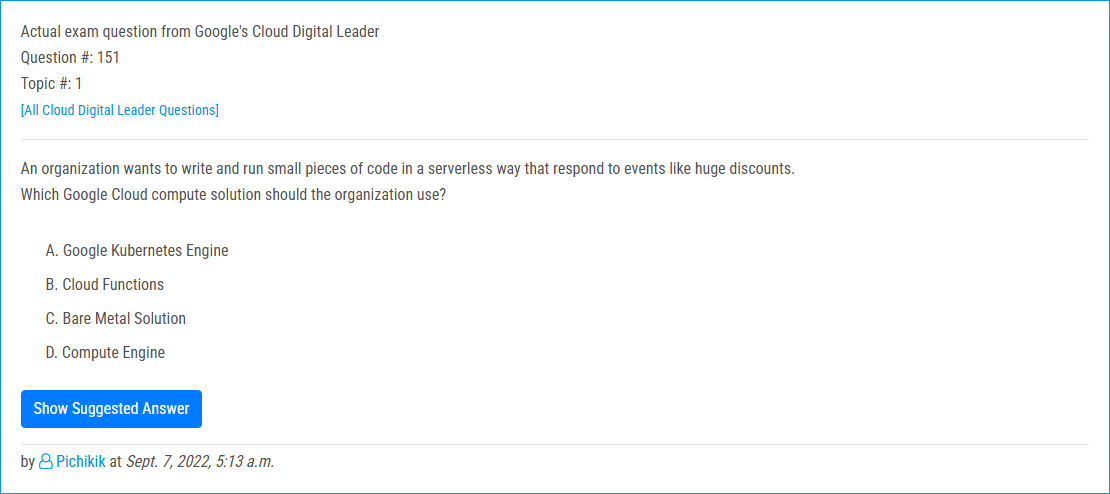 Actual exam question from Google's Cloud Digital Leader
Question #: 151
Topic #: 1
[All Cloud Digital Leader Questions]
An organization wants to write and run small pieces of code in a serverless way that respond to events like huge discounts.
Which Google Cloud compute solution should the organization use?
A. Google Kubernetes Engine
B. Cloud Functions
C. Bare Metal Solution
D. Compute Engine
Show Suggested Answer
by Pichikik at Sept. 7, 2022, 5:13 a.m.